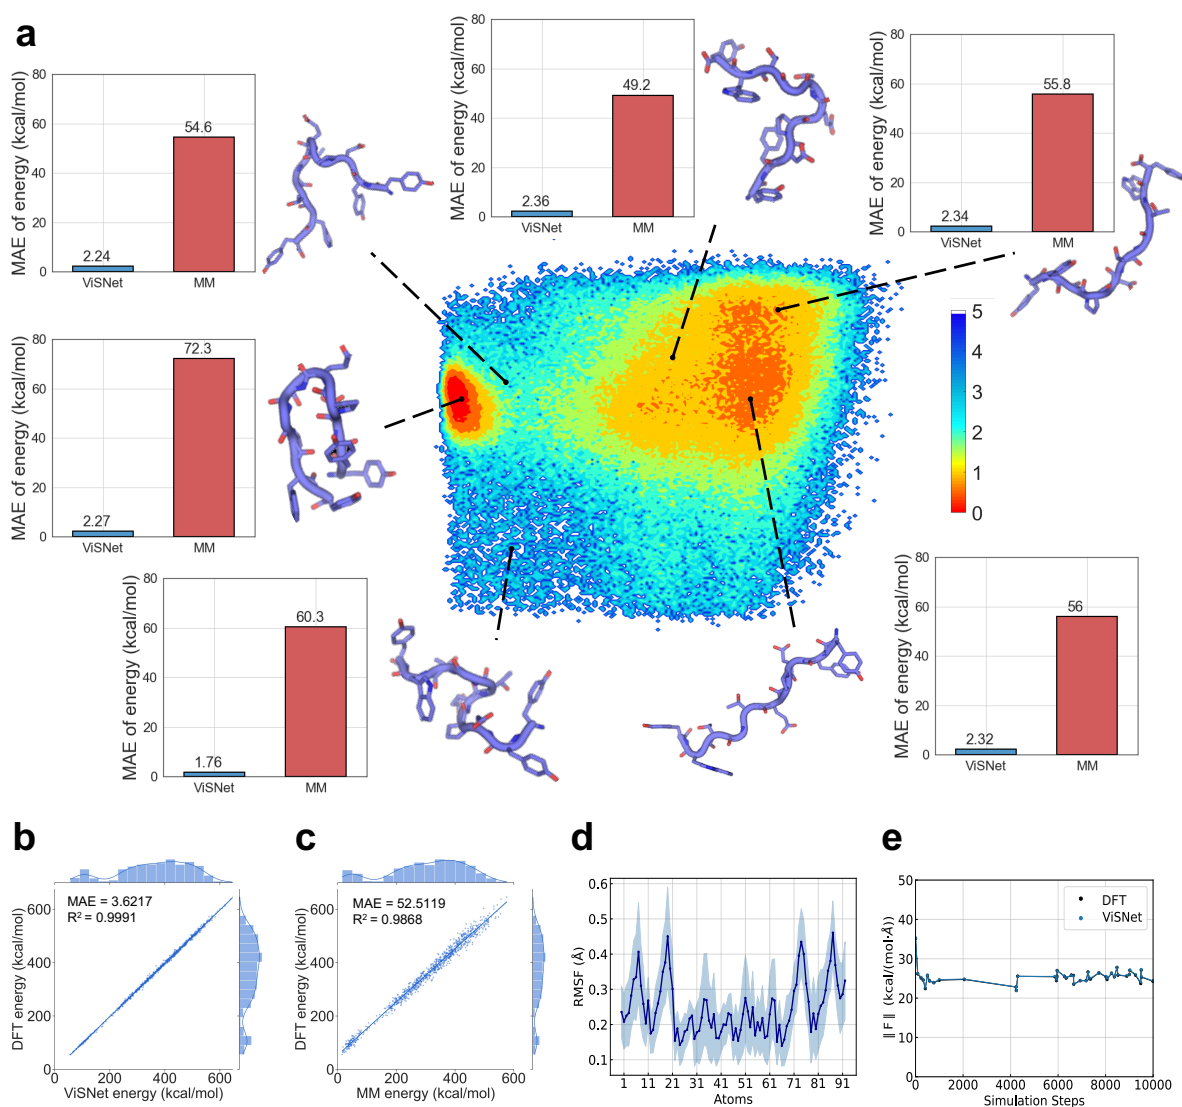 a
MAE of energy (kcal/mol)
80
60
40
20
0
54.6
2.24
ViSNet
MM
MAE of energy (kcal/mol)
80
60
40
20
0
49.2
2.36
ViSNet
MM
MAE of energy (kcal/mol)
80
60
40
20
0
55.8
2.34
ViSNet
MM
MAE of energy (kcal/mol)
80
60
40
20
0
72.3
2.27
ViSNet
MM
5
4
3
2
1
0
MAE of energy (kcal/mol)
80
60
40
20
0
60.3
1.76
ViSNet
MM
MAE of energy (kcal/mol)
80
60
40
20
0
56
2.32
ViSNet
MM
b
DFT energy (kcal/mol)
600
400
200
0
MAE = 3.6217
R² = 0.9991
0 200 400 600
ViSNet energy (kcal/mol)
c
DFT energy (kcal/mol)
600
400
200
0
MAE = 52.5119
R² = 0.9868
0 200 400 600
MM energy (kcal/mol)
d
RMSF (Å)
0.6
0.5
0.4
0.3
0.2
0.1
1 11 21 31 41 51 61 71 81 91
Atoms
e
‖F‖ (kcal/(mol·Å))
50
40
30
20
10
0
DFT
ViSNet
0 2000 4000 6000 8000 10000
Simulation Steps